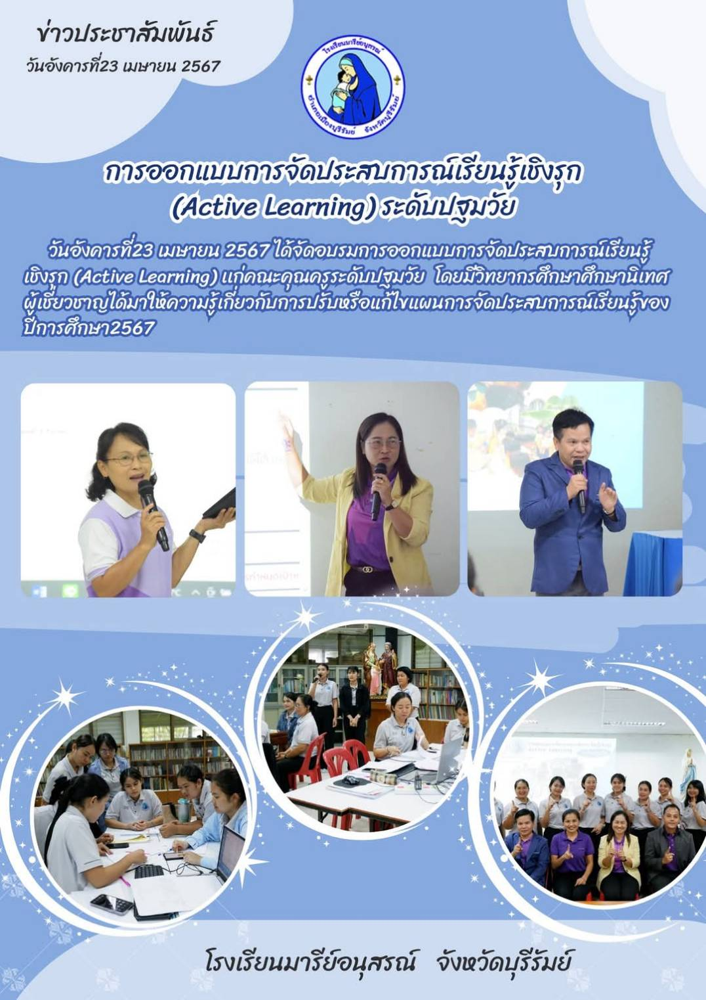 ข่าวประชาสัมพันธ์
วันอังคารที่23 เมษายน 2567
โรงเรียนมารีย์อนุสรณ์
อำเภอเมืองบุรีรัมย์ จังหวัดบุรีรัมย์
การออกแบบการจัดประสบการณ์เรียนรู้เชิงรุก
(Active Learning) ระดับปฐมวัย
วันอังคารที่23 เมษายน 2567 ได้จัดอบรมการออกแบบการจัดประสบการณ์เรียนรู้
เชิงรุก (Active Learning) แก่คณะคุณครูระดับปฐมวัย โดยมีวิทยากรศึกษาศึกษานิเทศ
ผู้เชี่ยวชาญได้มาให้ความรู้เกี่ยวกับการปรับหรือแก้ไขแผนการจัดประสบการณ์เรียนรู้ของ
ปีการศึกษา2567
โรงเรียนมารีย์อนุสรณ์ จังหวัดบุรีรัมย์